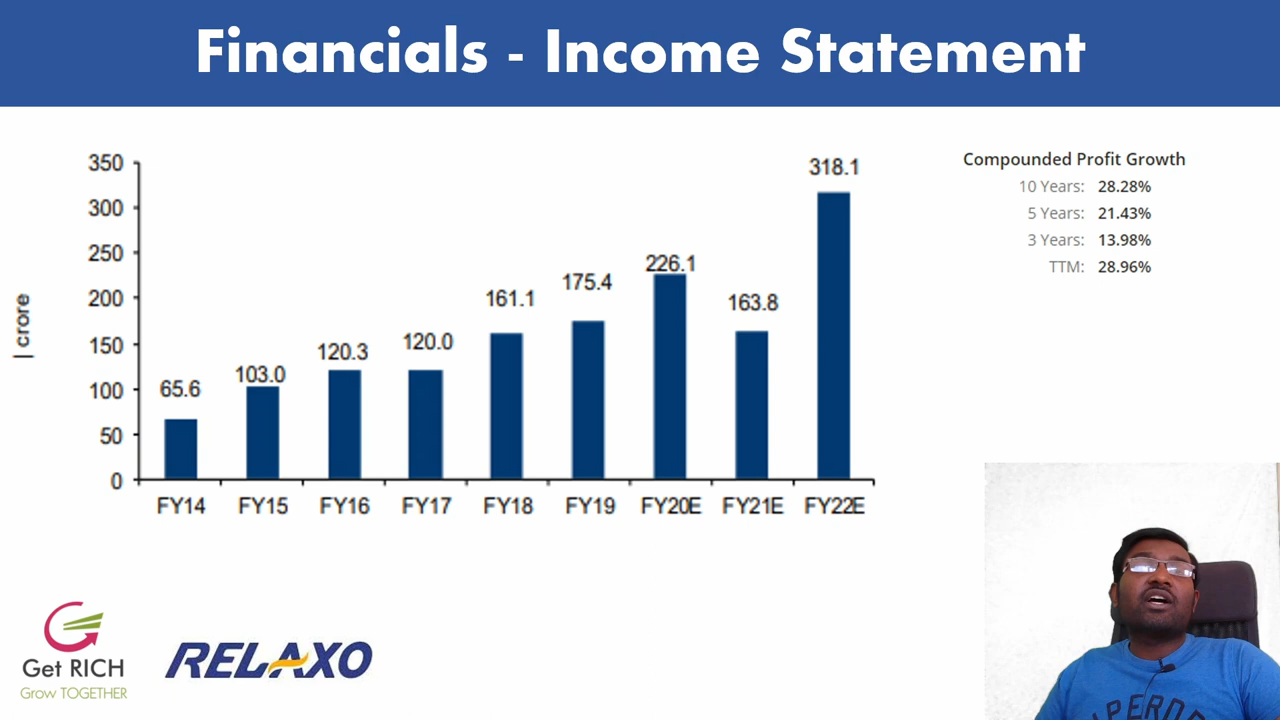 Financials - Income Statement
| crore
350
300
250
200
150
100
50
0
65.6
103.0
120.3
120.0
161.1
175.4
226.1
163.8
318.1
FY14 FY15 FY16 FY17 FY18 FY19 FY20E FY21E FY22E
Compounded Profit Growth
10 Years: 28.28%
5 Years: 21.43%
3 Years: 13.98%
TTM: 28.96%
Get RICH
Grow TOGETHER
RELAXO